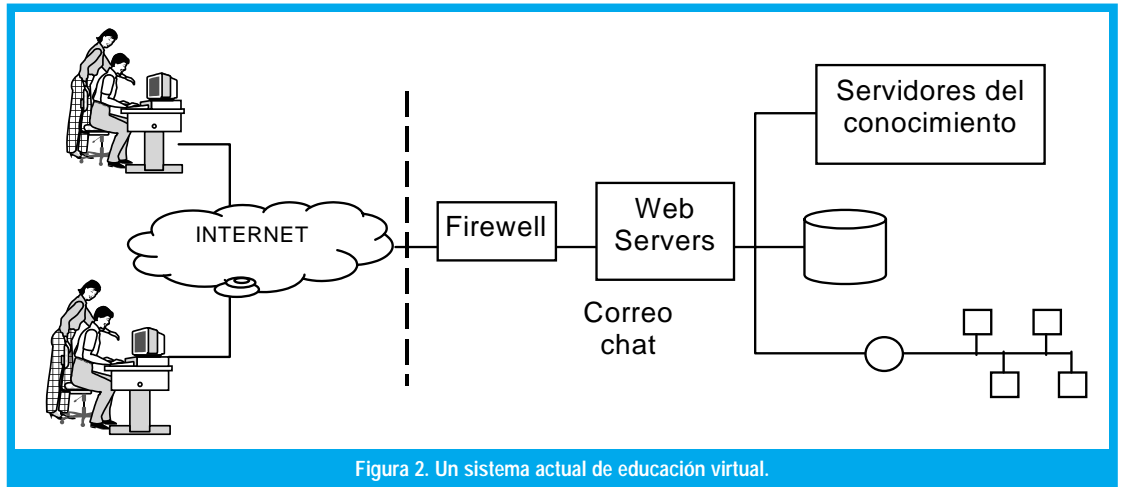 Servidores del
conocimiento
INTERNET
Firewell
Web
Servers
Correo
chat
Figura 2. Un sistema actual de educación virtual.